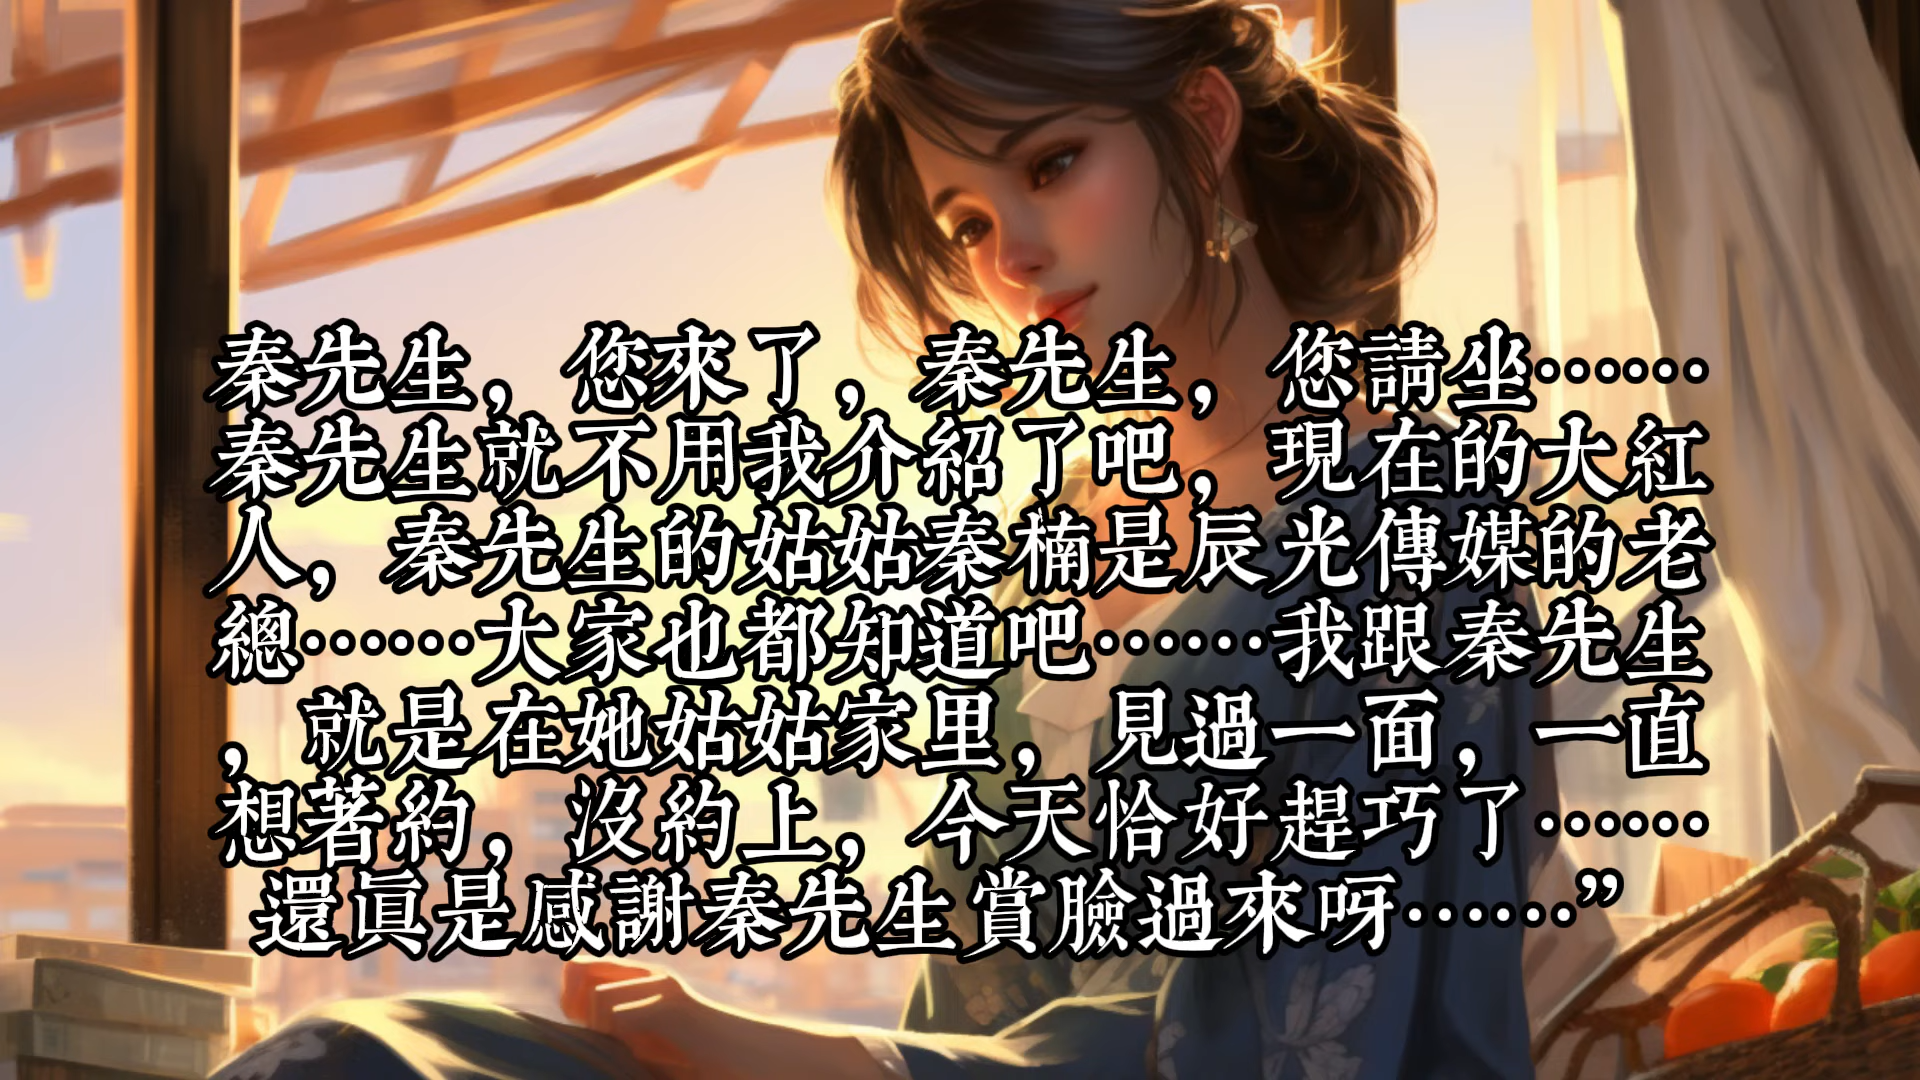 秦先生，您來了，秦先生，您請坐……
秦先生就不用我介紹了吧，現在的大紅
人，秦先生的姑姑秦楠是辰光傳媒的老
總……大家也都知道吧……我跟秦先生
，就是在她姑姑家里，見過一面，一直
想著約，沒約上，今天恰好趕巧了……
還眞是感謝秦先生賞臉過來呀……”